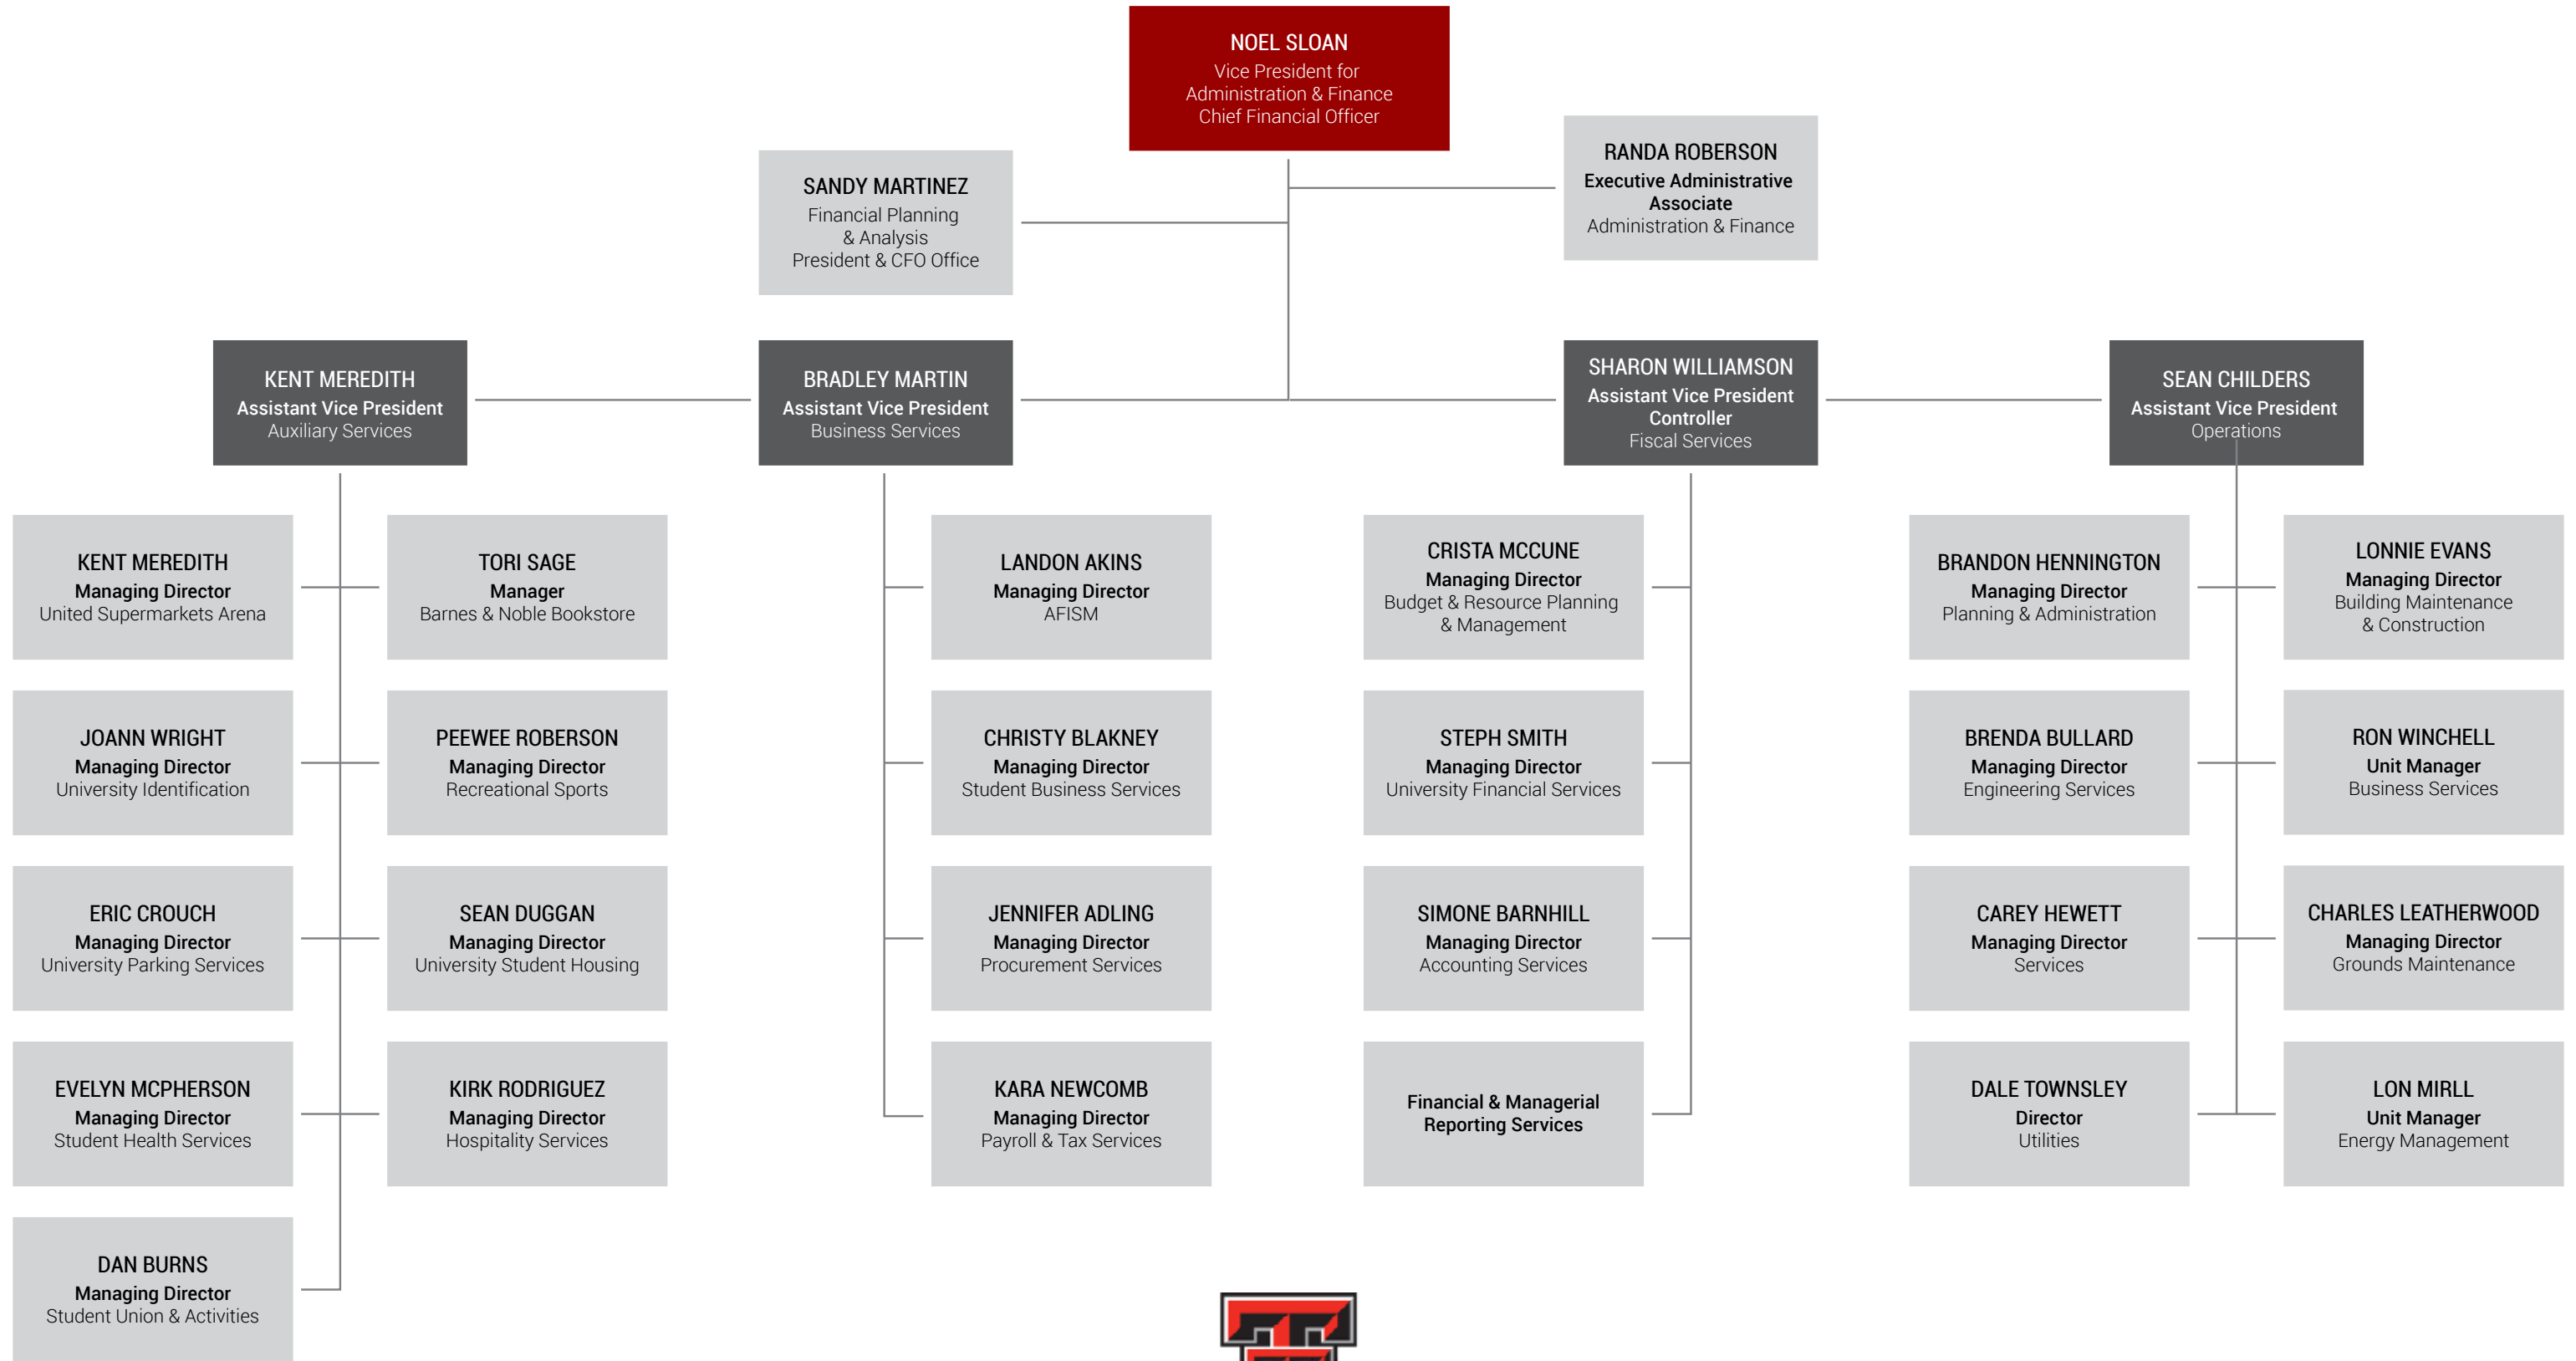 NOEL SLOAN
Vice President for
Administration & Finance
Chief Financial Officer
SANDY MARTINEZ
Financial Planning
& Analysis
President & CFO Office
RANDA ROBERSON
Executive Administrative
Associate
Administration & Finance
KENT MEREDITH
Assistant Vice President
Auxiliary Services
BRADLEY MARTIN
Assistant Vice President
Business Services
SHARON WILLIAMSON
Assistant Vice President
Controller
Fiscal Services
SEAN CHILDERS
Assistant Vice President
Operations
KENT MEREDITH
Managing Director
United Supermarkets Arena
TORI SAGE
Manager
Barnes & Noble Bookstore
LANDON AKINS
Managing Director
AFISM
CRISTA MCCUNE
Managing Director
Budget & Resource Planning
& Management
BRANDON HENNINGTON
Managing Director
Planning & Administration
LONNIE EVANS
Managing Director
Building Maintenance
& Construction
JOANN WRIGHT
Managing Director
University Identification
PEEWEE ROBERSON
Managing Director
Recreational Sports
CHRISTY BLAKNEY
Managing Director
Student Business Services
STEPH SMITH
Managing Director
University Financial Services
BRENDA BULLARD
Managing Director
Engineering Services
RON WINCHELL
Unit Manager
Business Services
ERIC CROUCH
Managing Director
University Parking Services
SEAN DUGGAN
Managing Director
University Student Housing
JENNIFER ADLING
Managing Director
Procurement Services
SIMONE BARNHILL
Managing Director
Accounting Services
CAREY HEWETT
Managing Director
Services
CHARLES LEATHERWOOD
Managing Director
Grounds Maintenance
EVELYN MCPHERSON
Managing Director
Student Health Services
KIRK RODRIGUEZ
Managing Director
Hospitality Services
KARA NEWCOMB
Managing Director
Payroll & Tax Services
Financial & Managerial
Reporting Services
DALE TOWNSLEY
Director
Utilities
LON MIRLL
Unit Manager
Energy Management
DAN BURNS
Managing Director
Student Union & Activities